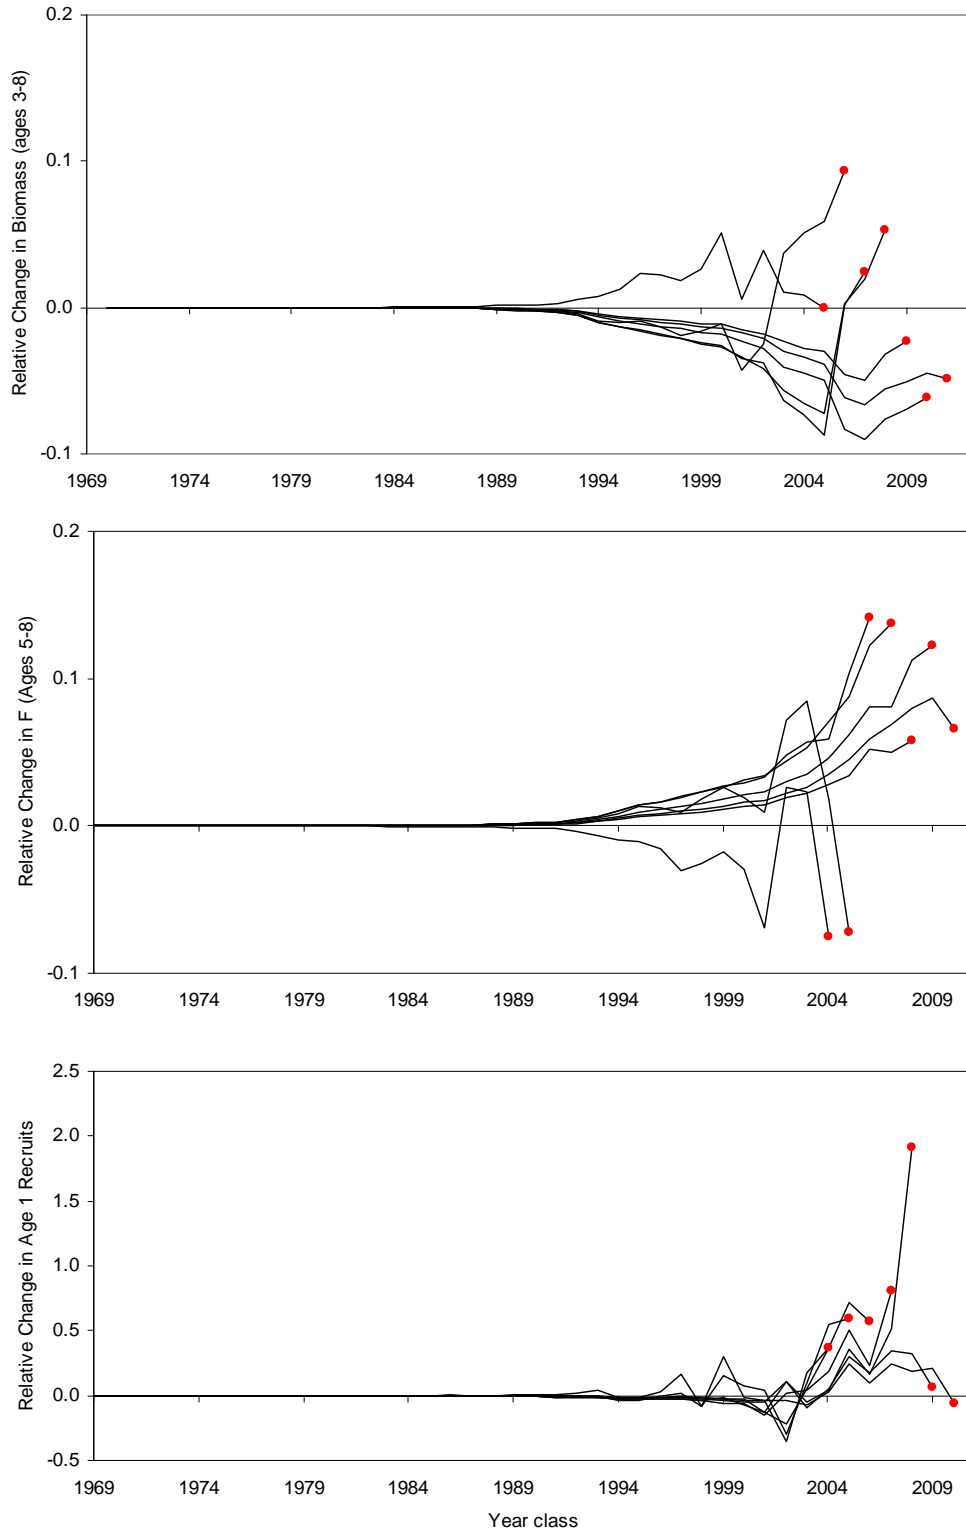 Relative Change in Biomass (ages 3-8)
0.2
0.1
0.0
-0.1
1969 1974 1979 1984 1989 1994 1999 2004 2009
Relative Change in F (Ages 5-8)
0.2
0.1
0.0
-0.1
1969 1974 1979 1984 1989 1994 1999 2004 2009
Relative Change in Age 1 Recruits
2.5
2.0
1.5
1.0
0.5
0.0
-0.5
1969 1974 1979 1984 1989 1994 1999 2004 2009
Year class